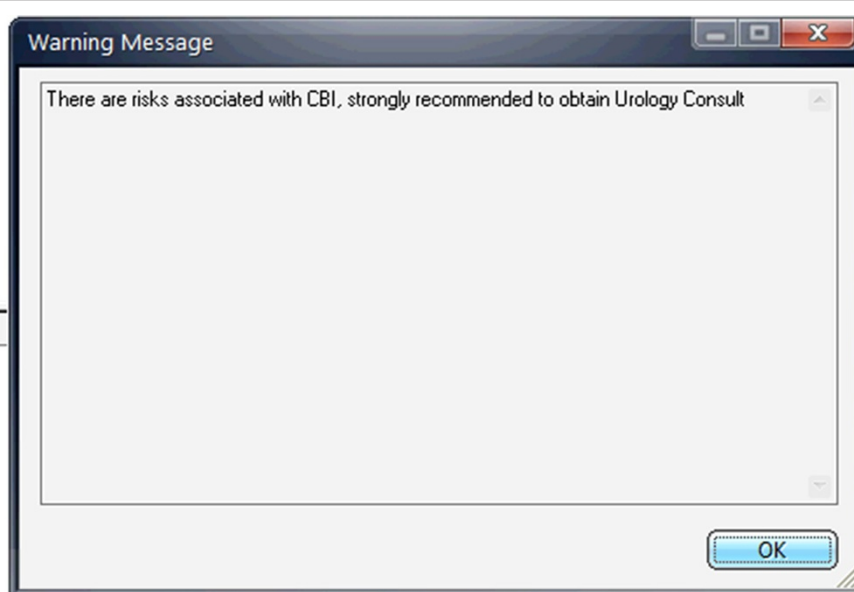 Warning Message
There are risks associated with CBI, strongly recommended to obtain Urology Consult
OK